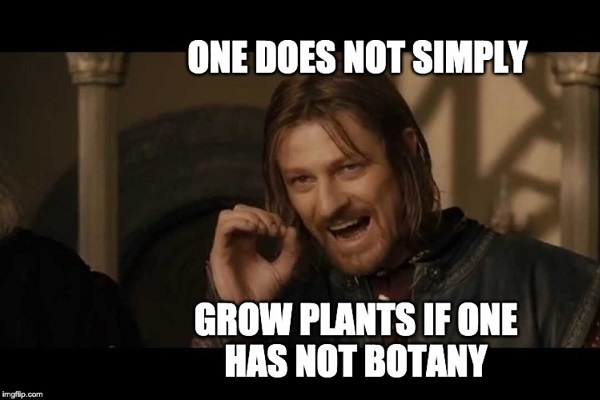 ONE DOES NOT SIMPLY
GROW PLANTS IF ONE
HAS NOT BOTANY
imgflip.com